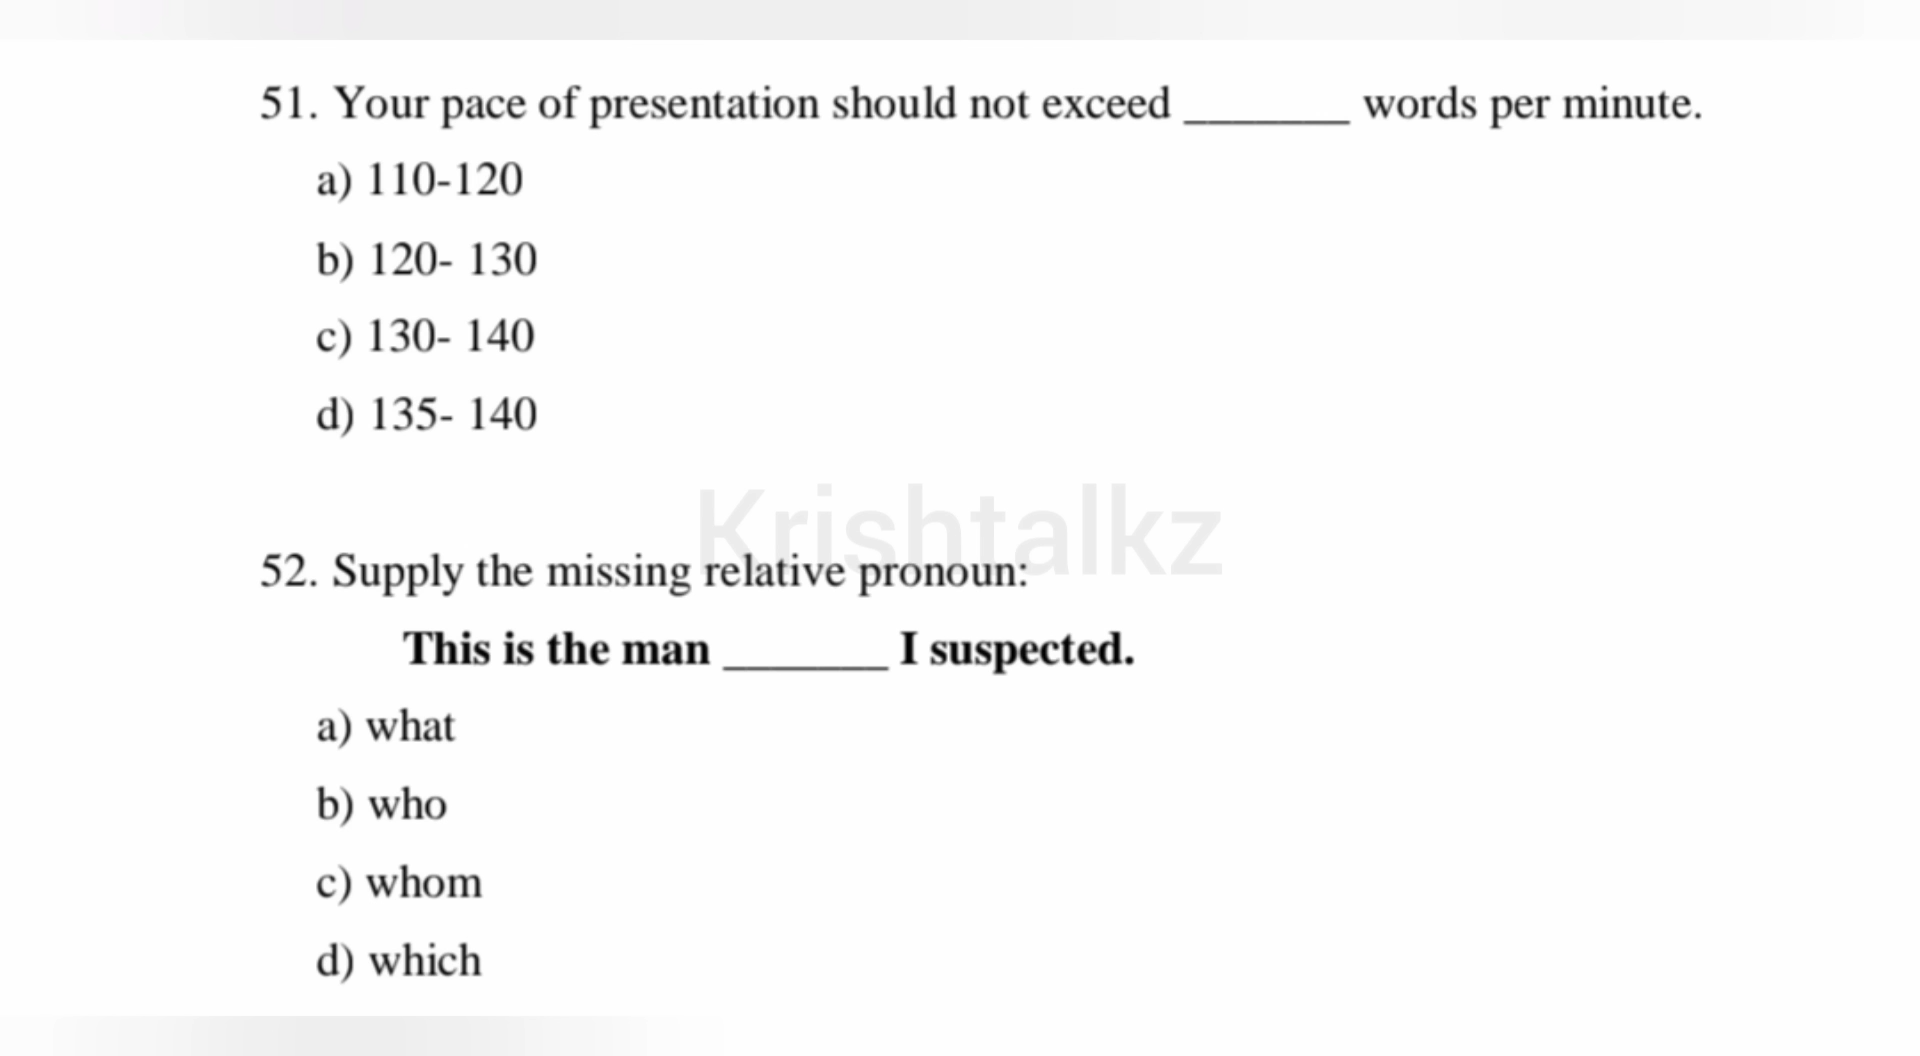 51. Your pace of presentation should not exceed _______ words per minute.
a) 110-120
b) 120- 130
c) 130- 140
d) 135- 140
Krishtalkz
52. Supply the missing relative pronoun:
This is the man _______ I suspected.
a) what
b) who
c) whom
d) which